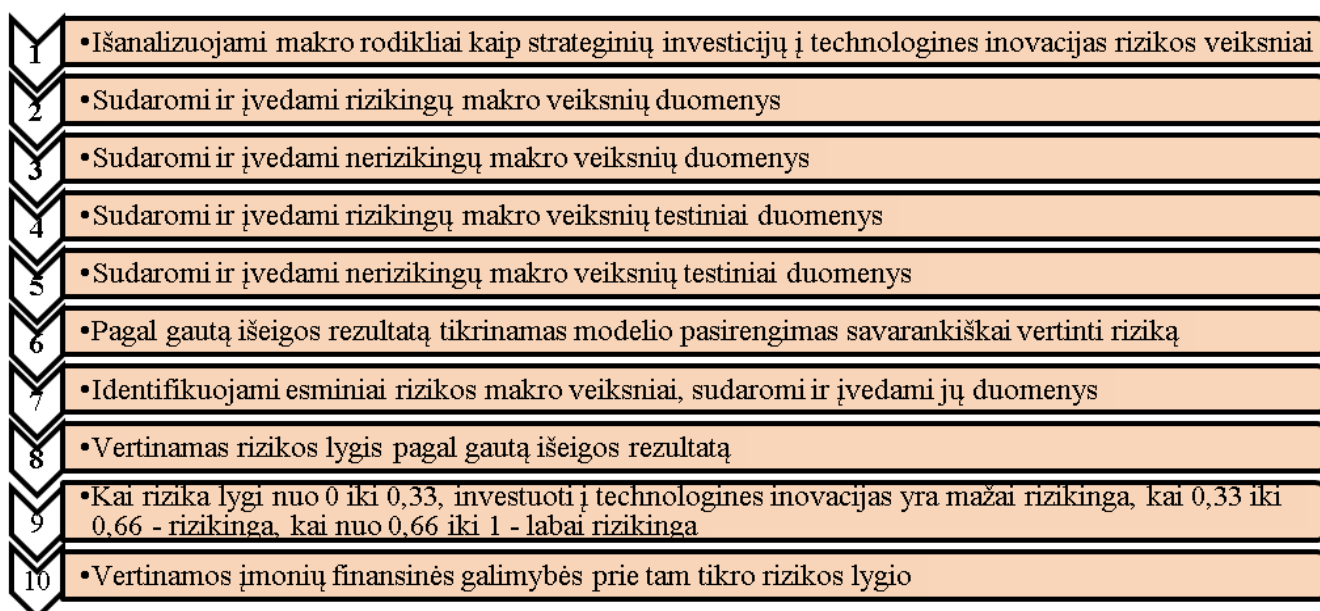 1 •Išanalizuojami makro rodikliai kaip strateginių investicijų į technologines inovacijas rizikos veiksniai
2 •Sudaromi ir įvedami rizikingų makro veiksnių duomenys
3 •Sudaromi ir įvedami nerizikingų makro veiksnių duomenys
4 •Sudaromi ir įvedami rizikingų makro veiksnių testiniai duomenys
5 •Sudaromi ir įvedami nerizikingų makro veiksnių testiniai duomenys
6 •Pagal gautą išeigos rezultatą tikrinamas modelio pasirengimas savarankiškai vertinti riziką
7 •Identifikuojami esminiai rizikos makro veiksniai, sudaromi ir įvedami jų duomenys
8 •Vertinamas rizikos lygis pagal gautą išeigos rezultatą
9 •Kai rizika lygi nuo 0 iki 0,33, investuoti į technologines inovacijas yra mažai rizikinga, kai 0,33 iki
0,66 - rizikinga, kai nuo 0,66 iki 1 - labai rizikinga
10 •Vertinamos įmonių finansinės galimybės prie tam tikro rizikos lygio